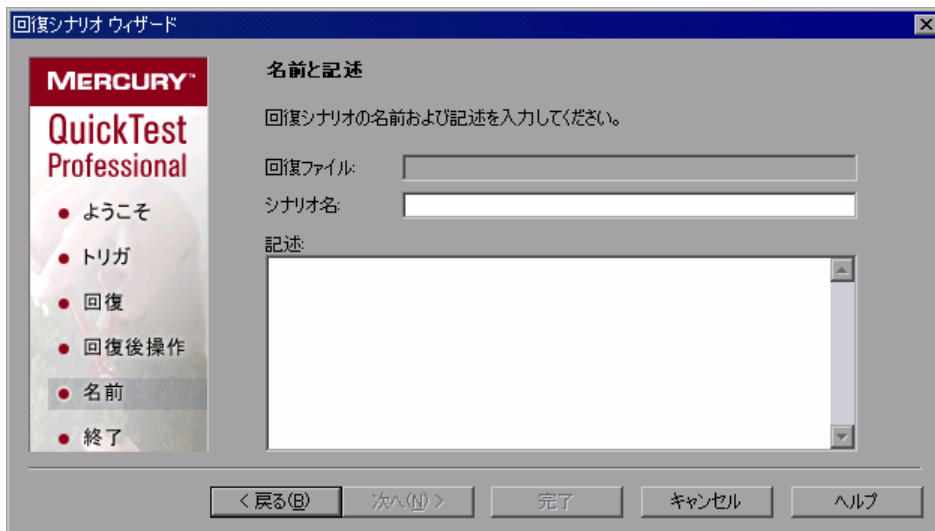 回復シナリオ ウィザード
MERCURY™
QuickTest
Professional
ようこそ
トリガ
回復
回復後操作
名前
終了
名前と記述
回復シナリオの名前および記述を入力してください。
回復ファイル:
シナリオ名:
記述:
< 戻る(B)
次へ(N) >
完了
キャンセル
ヘルプ